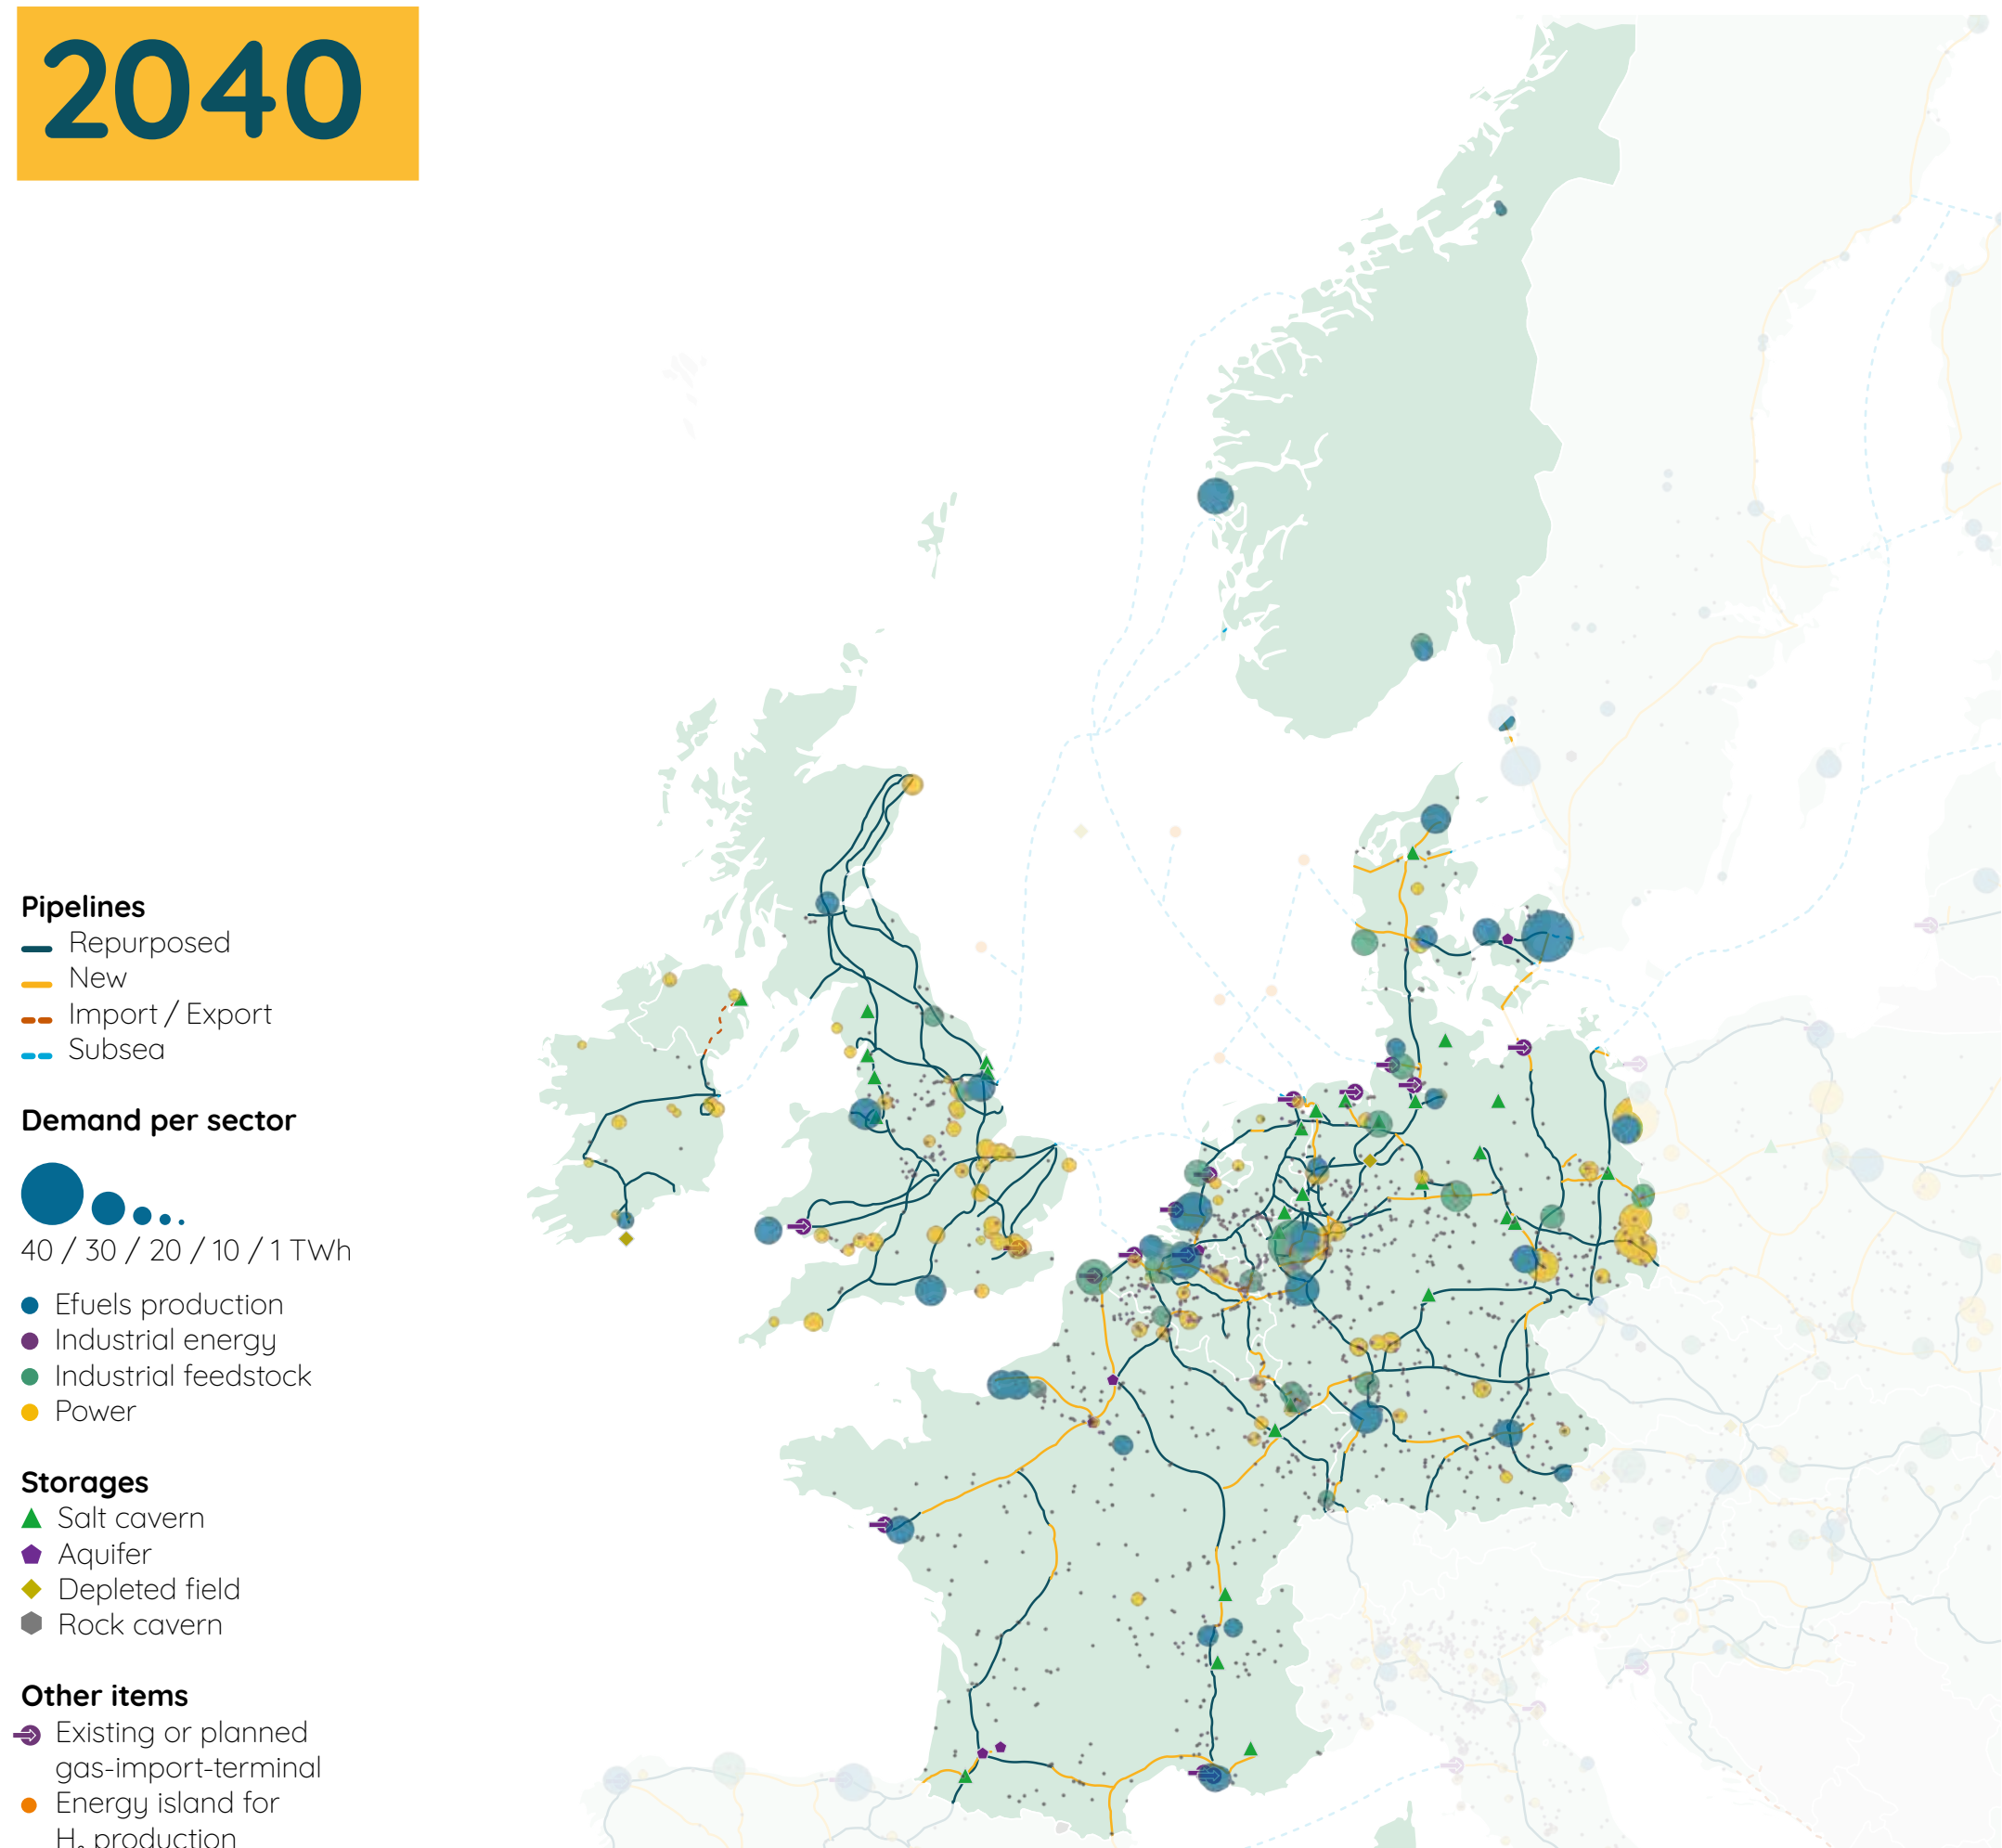 2040
Pipelines
Repurposed
New
Import / Export
Subsea
Demand per sector
40 / 30 / 20 / 10 / 1 TWh
Efuels production
Industrial energy
Industrial feedstock
Power
Storages
Salt cavern
Aquifer
Depleted field
Rock cavern
Other items
Existing or planned
gas-import-terminal
Energy island for
H₂ production